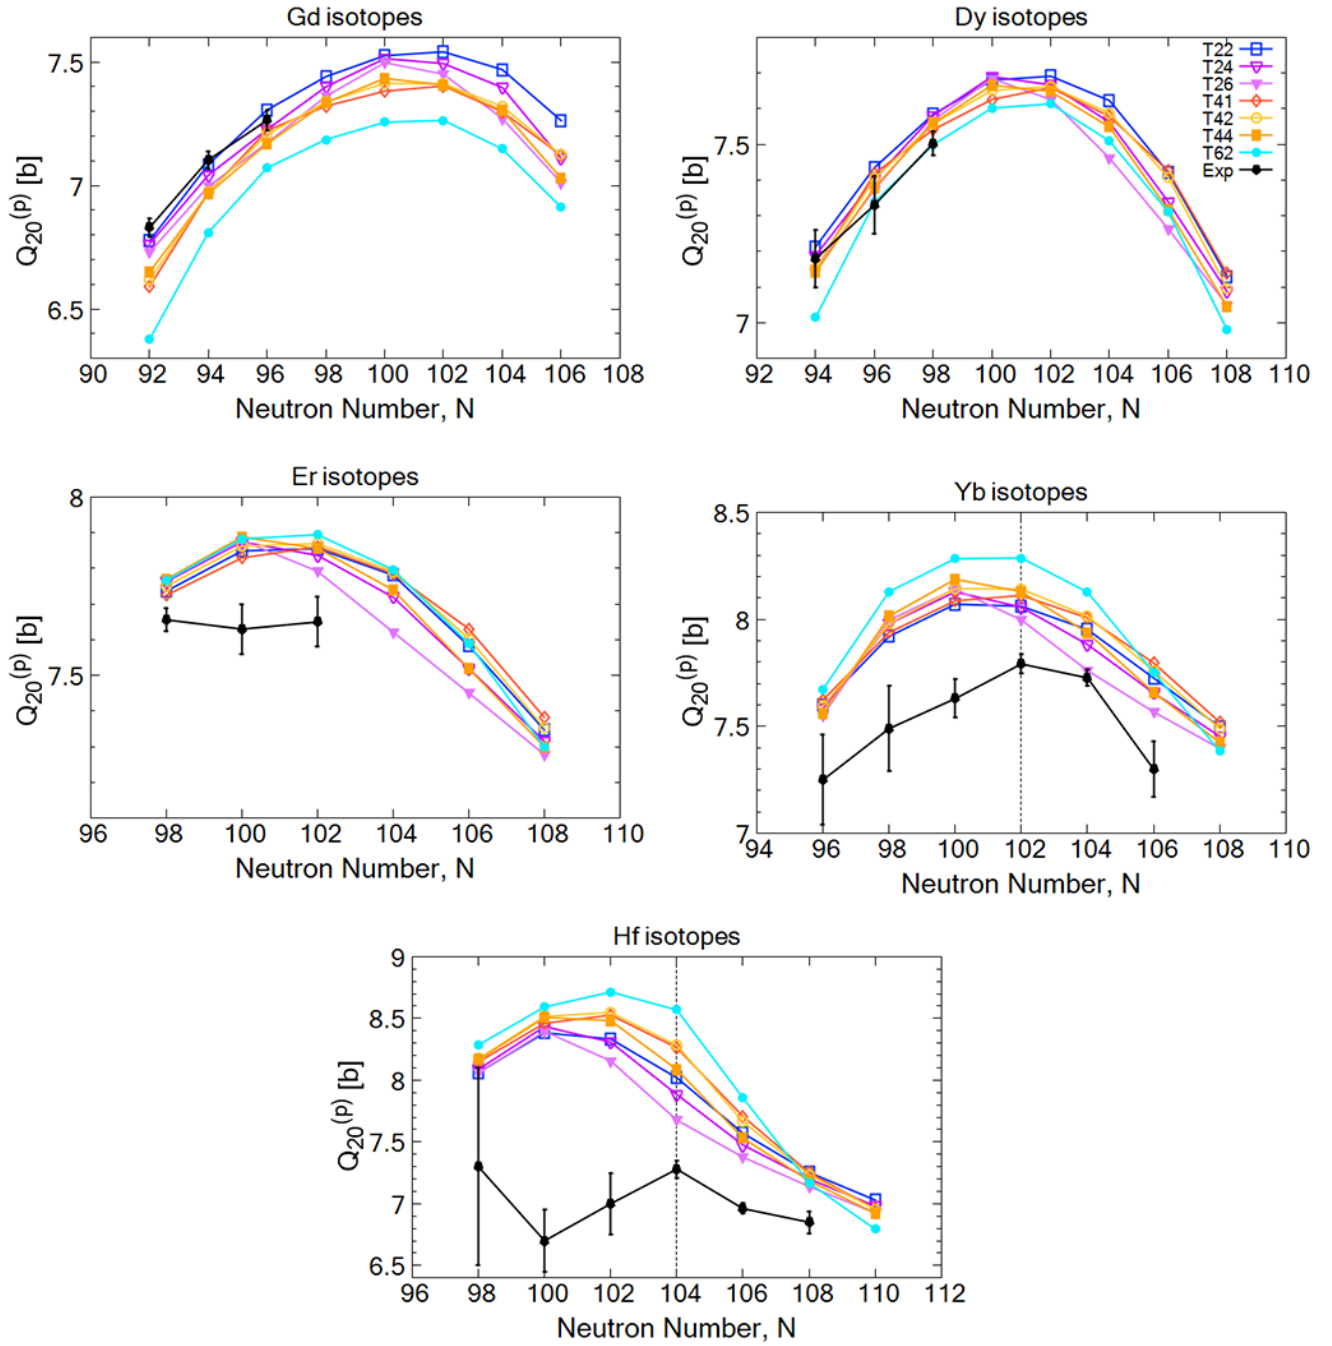 Gd isotopes
7.5
7
6.5
Q20(p) [b]
90 92 94 96 98 100 102 104 106 108
Neutron Number, N
Dy isotopes
T22
T24
T26
T41
T42
T44
T62
Exp
7.5
7
Q20(p) [b]
92 94 96 98 100 102 104 106 108 110
Neutron Number, N
Er isotopes
8
7.5
Q20(p) [b]
96 98 100 102 104 106 108 110
Neutron Number, N
Yb isotopes
8.5
8
7.5
7
Q20(p) [b]
94 96 98 100 102 104 106 108 110
Neutron Number, N
Hf isotopes
9
8.5
8
7.5
7
6.5
Q20(p) [b]
96 98 100 102 104 106 108 110 112
Neutron Number, N